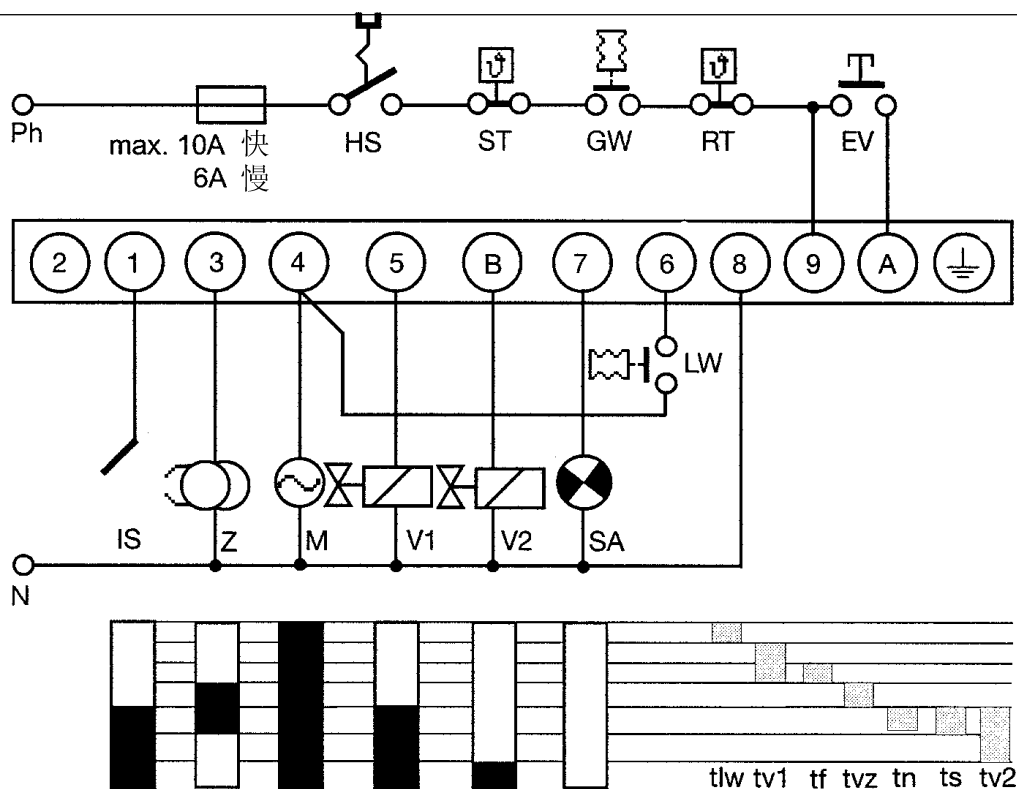 Ph
max. 10A 快
6A 慢
HS ST GW RT EV
2 1 3 4 5 B 7 6 8 9 A
LW
IS Z M V1 V2 SA
N
tlw tv1 tf tvz tn ts tv2